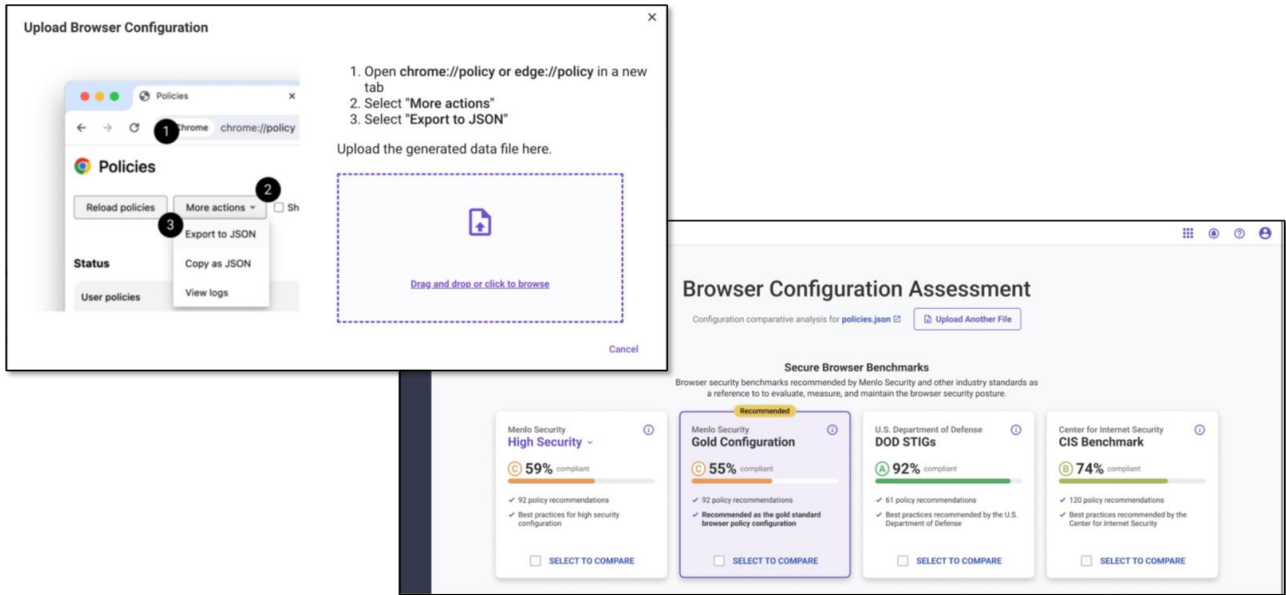 Upload Browser Configuration
×
Policies ×
1 Chrome chrome://policy
Policies
2
Reload policies More actions Sh
3 Export to JSON
Status Copy as JSON
User policies View logs
1. Open chrome://policy or edge://policy in a new
tab
2. Select "More actions"
3. Select "Export to JSON"
Upload the generated data file here.
Drag and drop or click to browse
Cancel
Browser Configuration Assessment
Configuration comparative analysis for policies.json Upload Another File
Secure Browser Benchmarks
Browser security benchmarks recommended by Menlo Security and other industry standards as
a reference to to evaluate, measure, and maintain the browser security posture.
Menlo Security
High Security
C 59% compliant
92 policy recommendations
Best practices for high security
configuration
SELECT TO COMPARE
Recommended
Menlo Security
Gold Configuration
C 55% compliant
92 policy recommendations
Recommended as the gold standard
browser policy configuration
SELECT TO COMPARE
U.S. Department of Defense
DOD STIGs
A 92% compliant
61 policy recommendations
Best practices recommended by the U.S.
Department of Defense
SELECT TO COMPARE
Center for Internet Security
CIS Benchmark
B 74% compliant
120 policy recommendations
Best practices recommended by the
Center for Internet Security
SELECT TO COMPARE